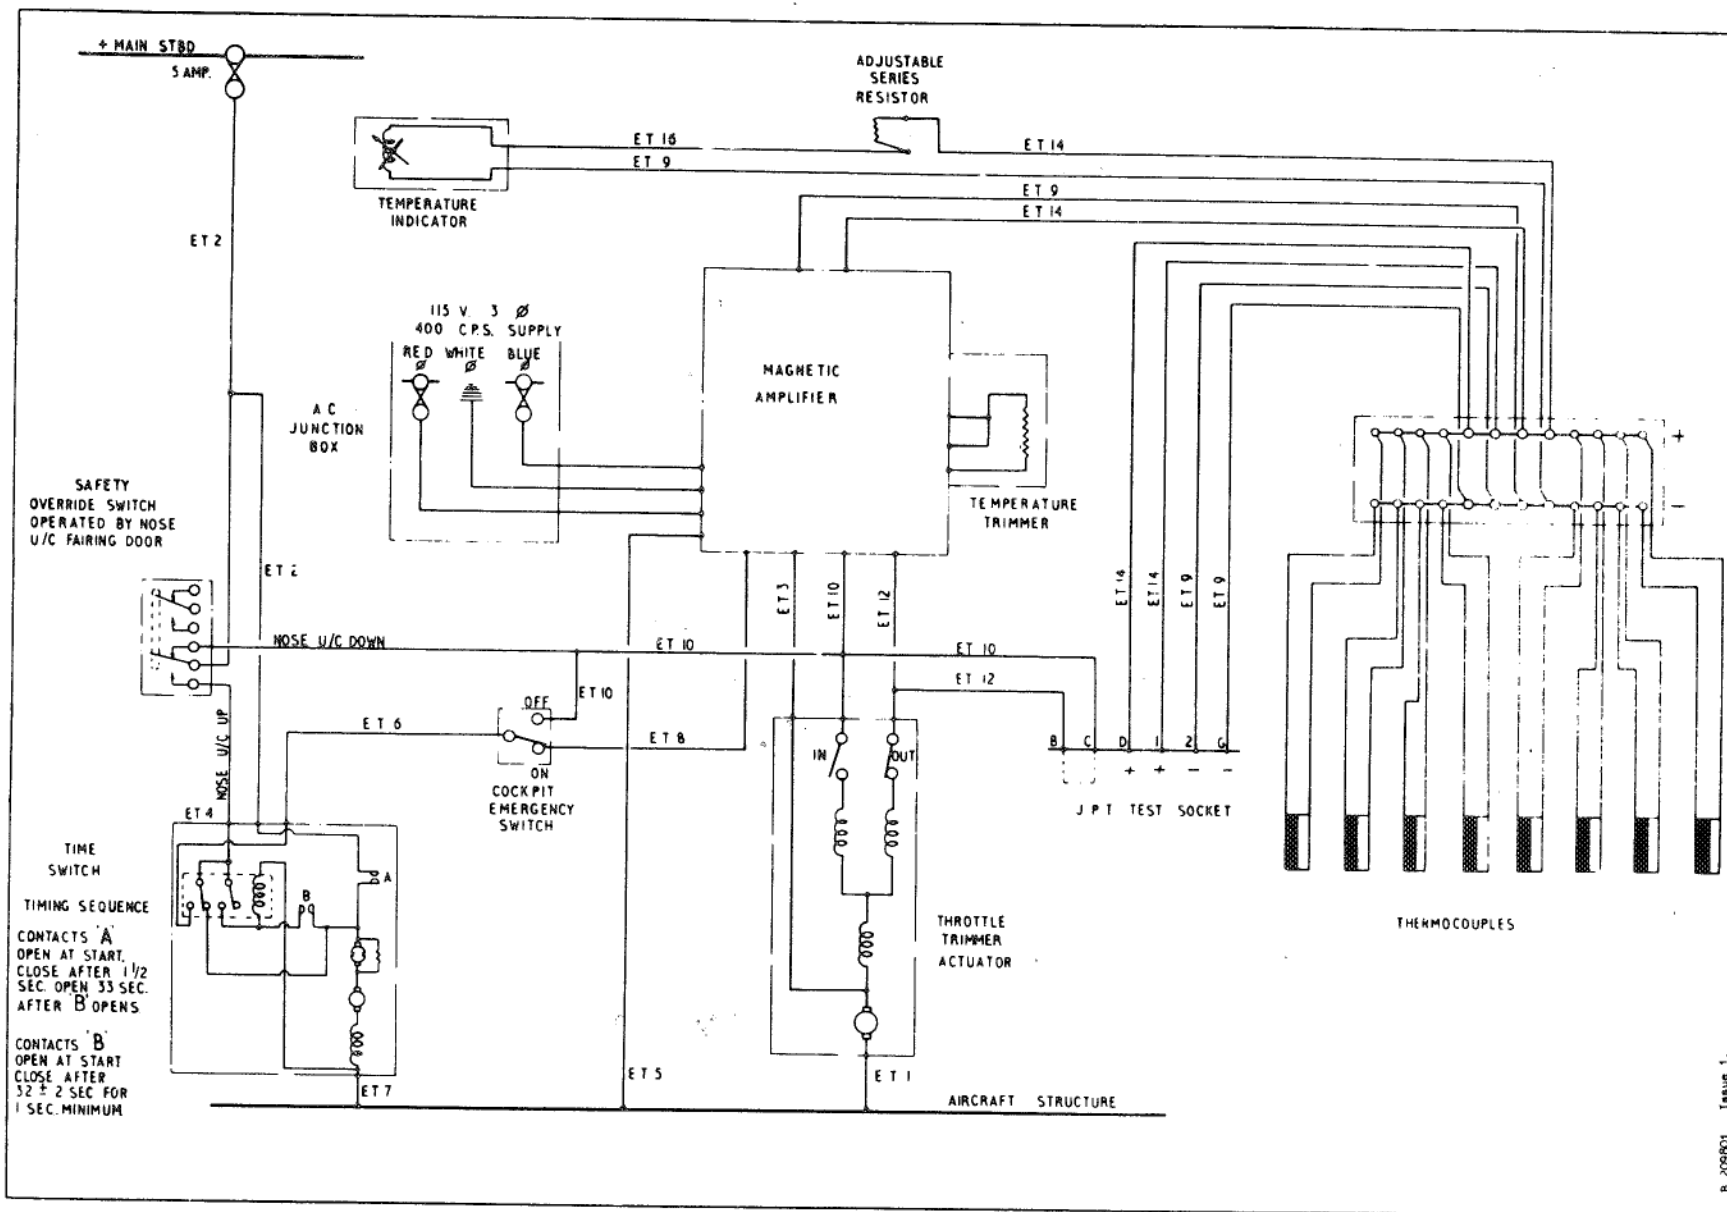 + MAIN STBD
5 AMP.
ADJUSTABLE
SERIES
RESISTOR
ET 16
ET 14
ET 9
TEMPERATURE
INDICATOR
ET 9
ET 14
ET 2
115 V. 3 Ø
400 C.P.S. SUPPLY
RED WHITE BLUE
Ø Ø Ø
A C
JUNCTION
BOX
MAGNETIC
AMPLIFIER
TEMPERATURE
TRIMMER
+
−
SAFETY
OVERRIDE SWITCH
OPERATED BY NOSE
U/C FAIRING DOOR
ET 2
ET 3
ET 10
ET 12
ET 14
ET 14
ET 9
ET 9
NOSE U/C DOWN
ET 10
ET 10
ET 12
ET 10
OFF
ET 6
ET 8
NOSE U/C UP
ON
COCKPIT
EMERGENCY
SWITCH
IN
OUT
B C D 1 2 G
+ + − −
J P T TEST SOCKET
ET 4
TIME
SWITCH
A
B
TIMING SEQUENCE
CONTACTS 'A'
OPEN AT START.
CLOSE AFTER 1 1/2
SEC. OPEN 33 SEC.
AFTER 'B' OPENS
CONTACTS 'B'
OPEN AT START
CLOSE AFTER
32 ± 2 SEC FOR
1 SEC. MINIMUM
THROTTLE
TRIMMER
ACTUATOR
THERMOCOUPLES
ET 7
ET 5
ET 1
AIRCRAFT STRUCTURE
B 209801 Issue 1.